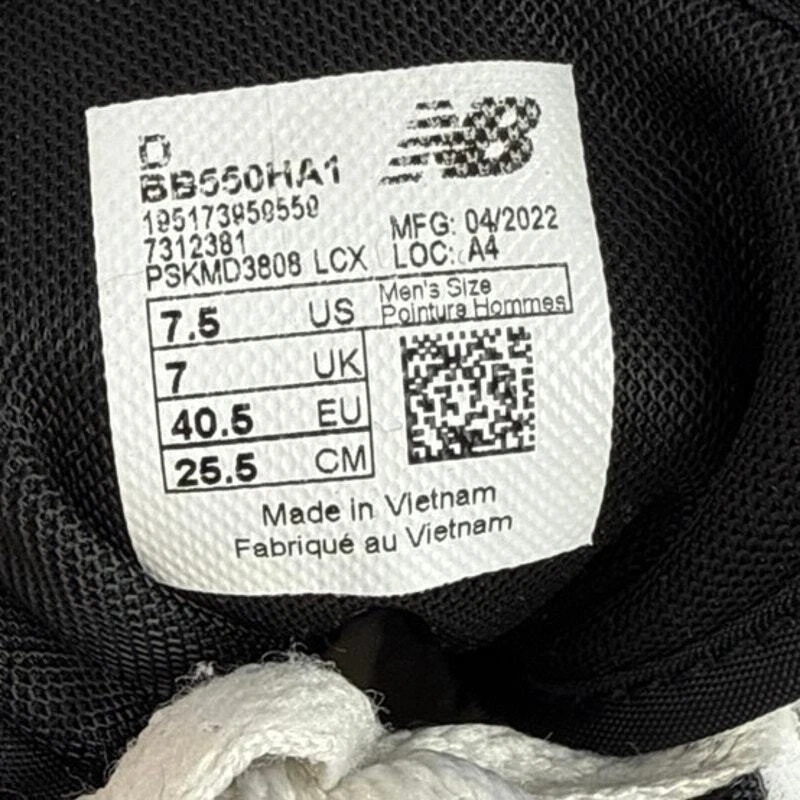 D
BB550HA1
195173959559
7312381
PSKMD3808 LCX
MFG: 04/2022
LOC: A4
7.5 US Men's Size
Pointure Hommes
7 UK
40.5 EU
25.5 CM
Made in Vietnam
Fabriqué au Vietnam